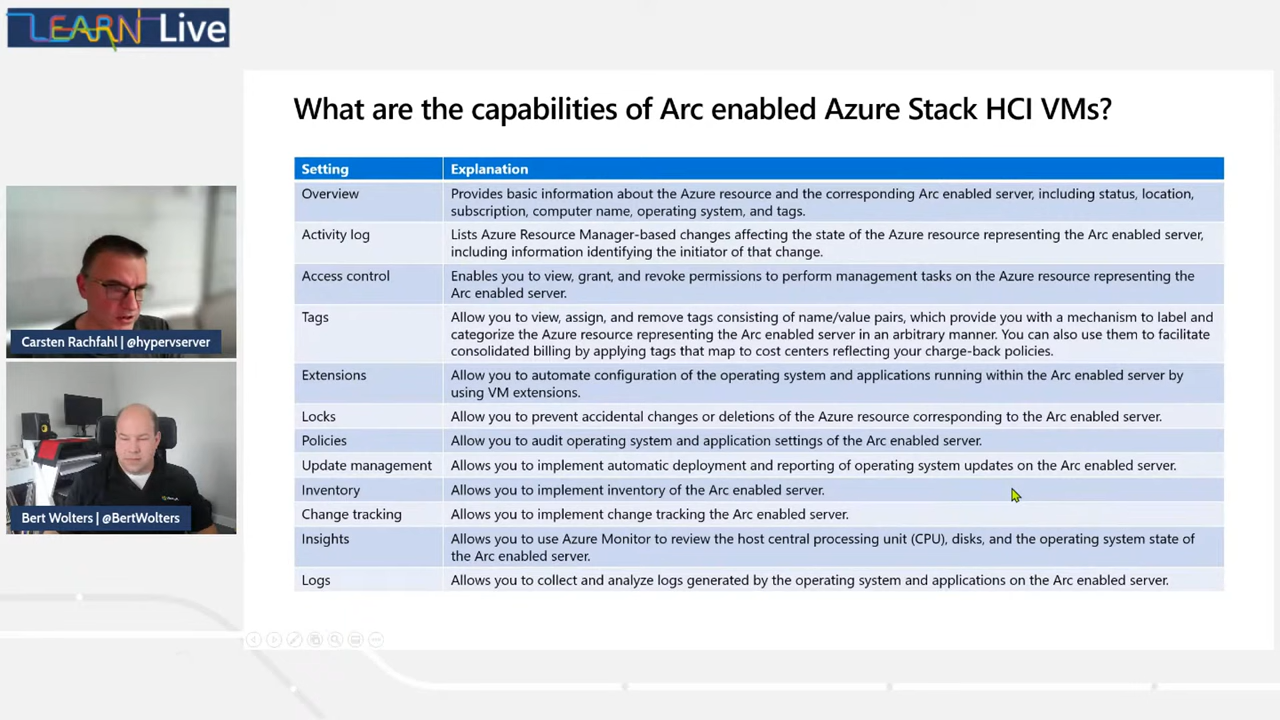 LEARN Live
What are the capabilities of Arc enabled Azure Stack HCI VMs?
Setting Explanation
Overview Provides basic information about the Azure resource and the corresponding Arc enabled server, including status, location,
subscription, computer name, operating system, and tags.
Activity log Lists Azure Resource Manager-based changes affecting the state of the Azure resource representing the Arc enabled server,
including information identifying the initiator of that change.
Access control Enables you to view, grant, and revoke permissions to perform management tasks on the Azure resource representing the
Arc enabled server.
Tags Allow you to view, assign, and remove tags consisting of name/value pairs, which provide you with a mechanism to label and
categorize the Azure resource representing the Arc enabled server in an arbitrary manner. You can also use them to facilitate
consolidated billing by applying tags that map to cost centers reflecting your charge-back policies.
Extensions Allow you to automate configuration of the operating system and applications running within the Arc enabled server by
using VM extensions.
Locks Allow you to prevent accidental changes or deletions of the Azure resource corresponding to the Arc enabled server.
Policies Allow you to audit operating system and application settings of the Arc enabled server.
Update management Allows you to implement automatic deployment and reporting of operating system updates on the Arc enabled server.
Inventory Allows you to implement inventory of the Arc enabled server.
Change tracking Allows you to implement change tracking the Arc enabled server.
Insights Allows you to use Azure Monitor to review the host central processing unit (CPU), disks, and the operating system state of
the Arc enabled server.
Logs Allows you to collect and analyze logs generated by the operating system and applications on the Arc enabled server.
Carsten Rachfahl | @hypervserver
Bert Wolters | @BertWolters